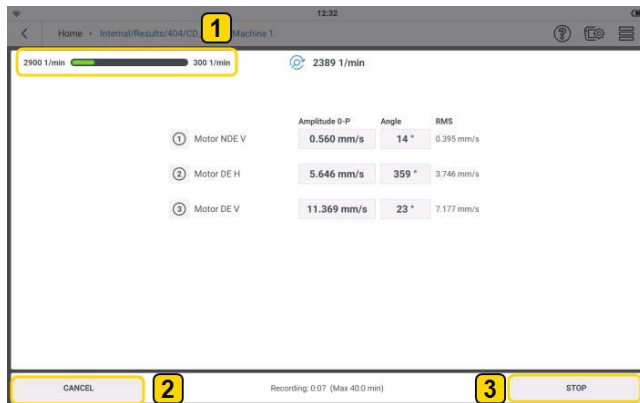 12:32
Home • Internal/Results/404/CD Machine 1
1
2900 1/min 300 1/min 2389 1/min
Amplitude 0-P Angle RMS
1 Motor NDE V 0.560 mm/s 14 ° 0.395 mm/s
2 Motor DE H 5.646 mm/s 359 ° 3.746 mm/s
3 Motor DE V 11.369 mm/s 23 ° 7.177 mm/s
CANCEL 2 Recording: 0:07 (Max 40:0 min) 3 STOP